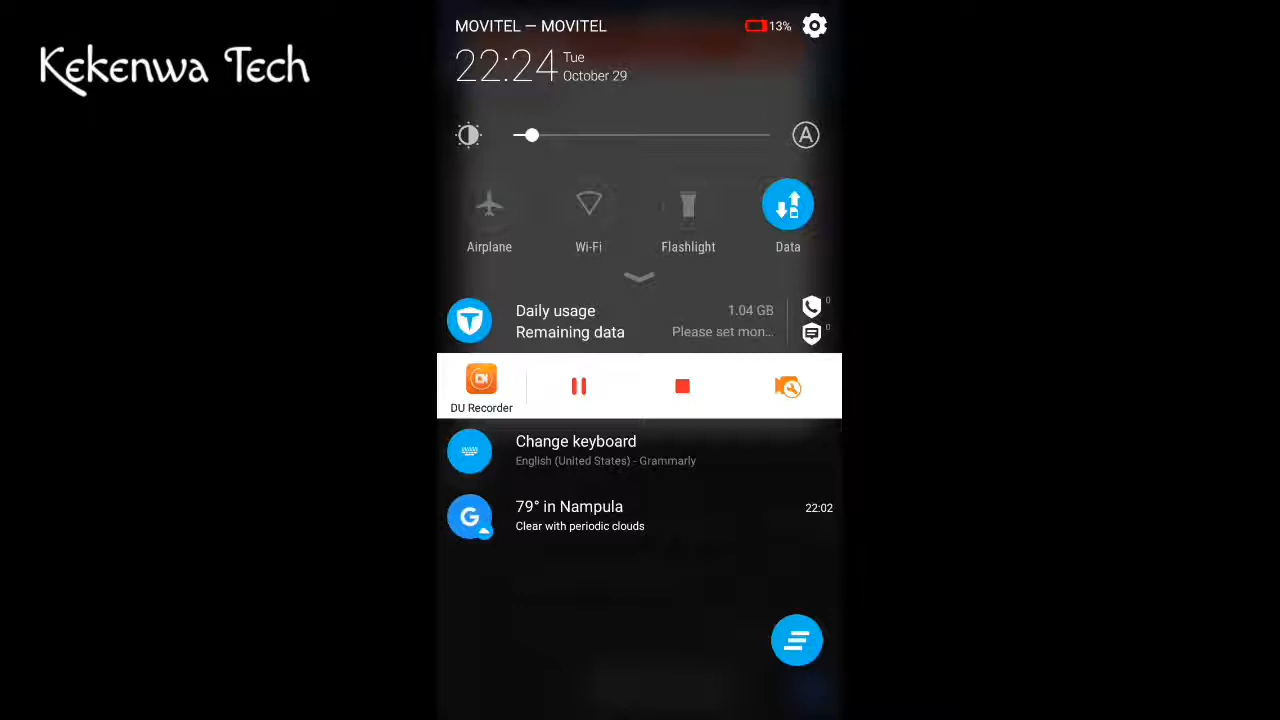 Kekenwa Tech
MOVITEL — MOVITEL
13%
22:24
Tue
October 29
A
Airplane
Wi-Fi
Flashlight
Data
Daily usage
1.04 GB
0
Remaining data
Please set mon...
0
DU Recorder
Change keyboard
English (United States) - Grammarly
G
79° in Nampula
22:02
Clear with periodic clouds